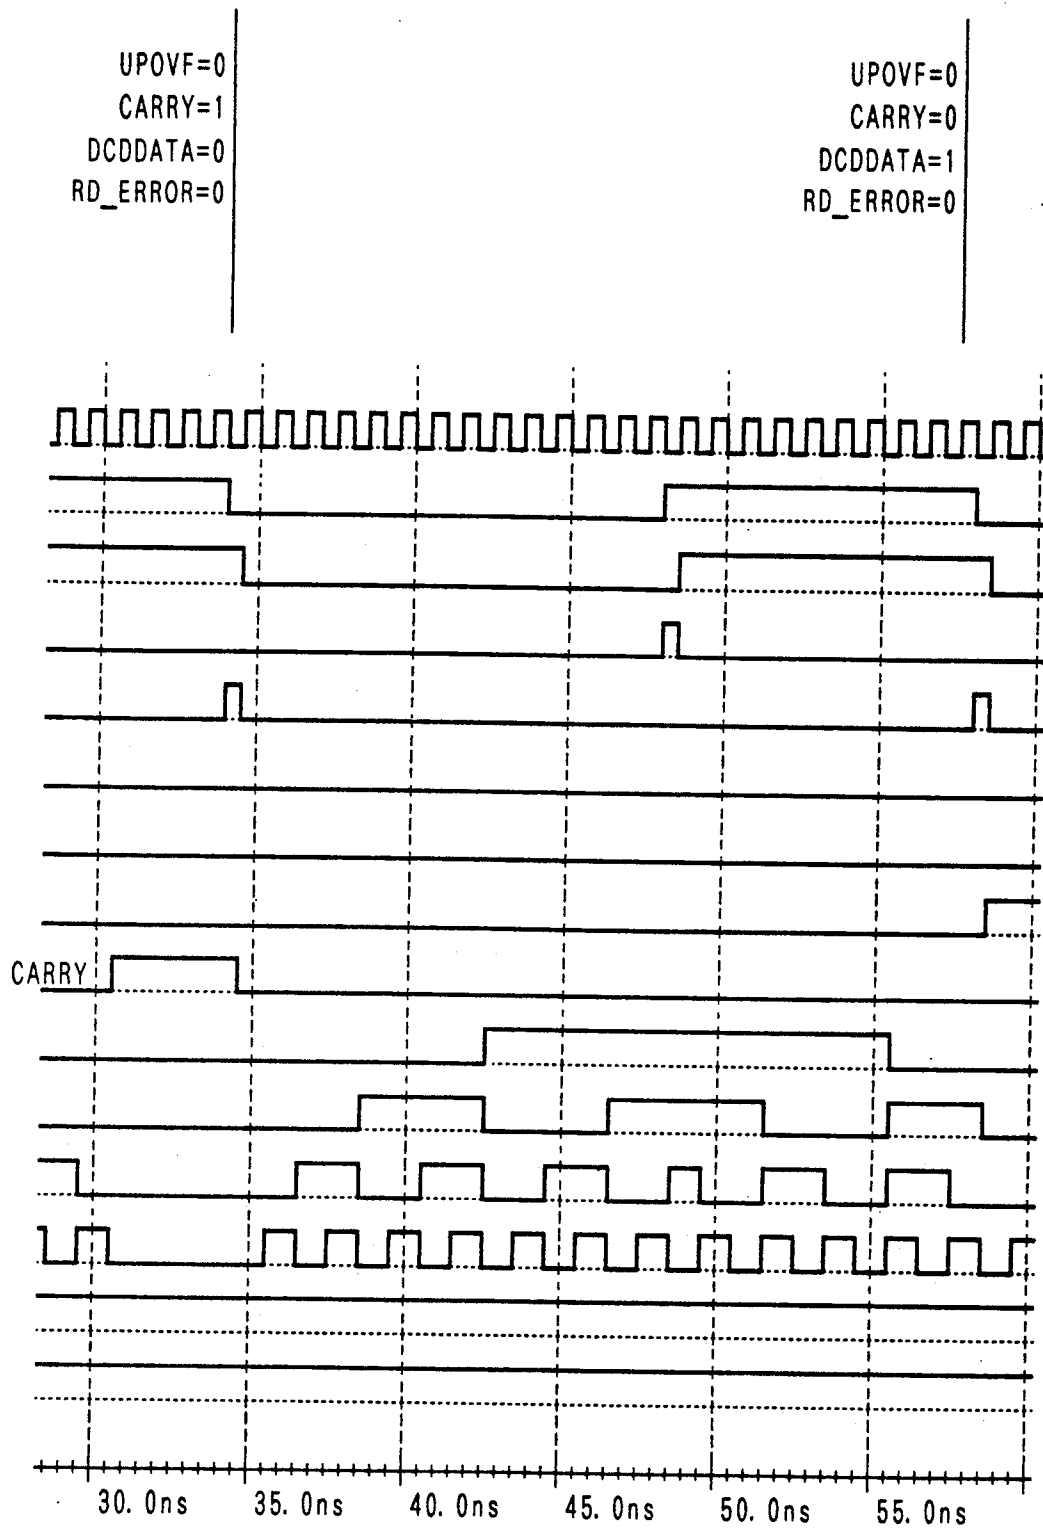 UPOVF=0
CARRY=1
DCDDATA=0
RD_ERROR=0
UPOVF=0
CARRY=0
DCDDATA=1
RD_ERROR=0
CARRY
30.0ns 35.0ns 40.0ns 45.0ns 50.0ns 55.0ns